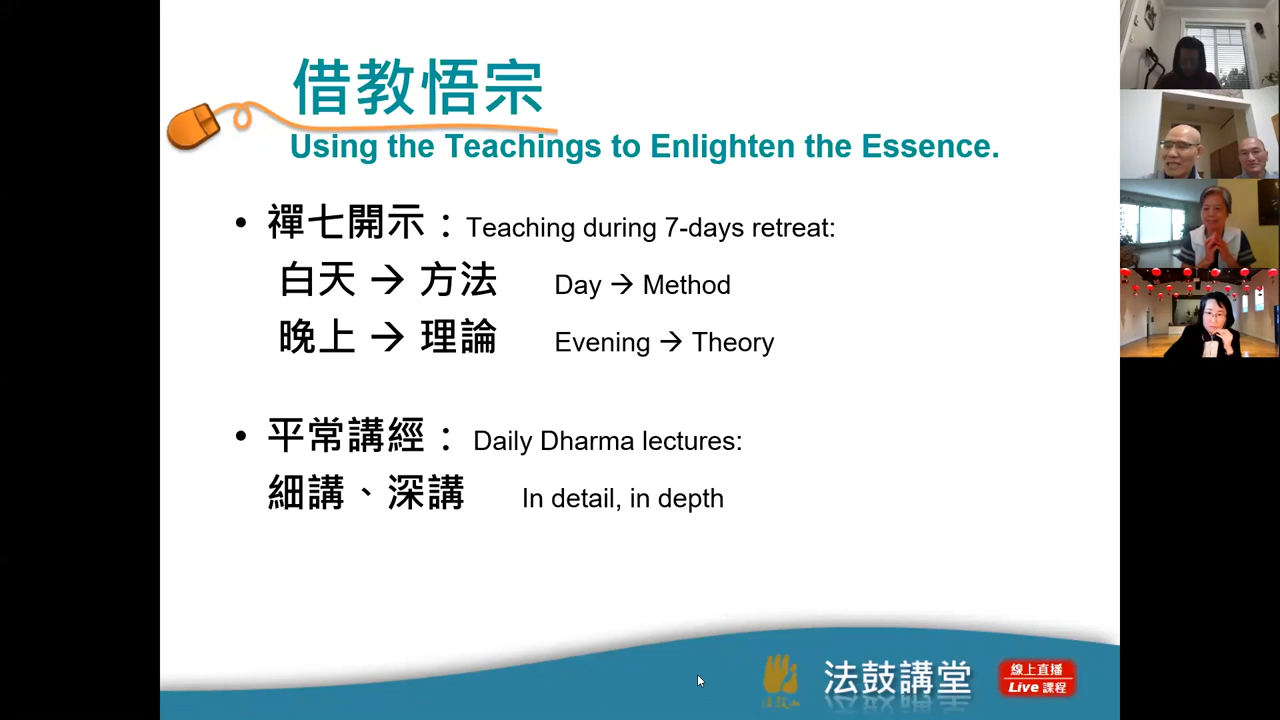 借教悟宗
Using the Teachings to Enlighten the Essence.
• 禪七開示：Teaching during 7-days retreat:
白天 → 方法 Day → Method
晚上 → 理論 Evening → Theory
• 平常講經：Daily Dharma lectures:
細講、深講 In detail, in depth
法鼓山
法鼓講堂
線上直播
Live 課程